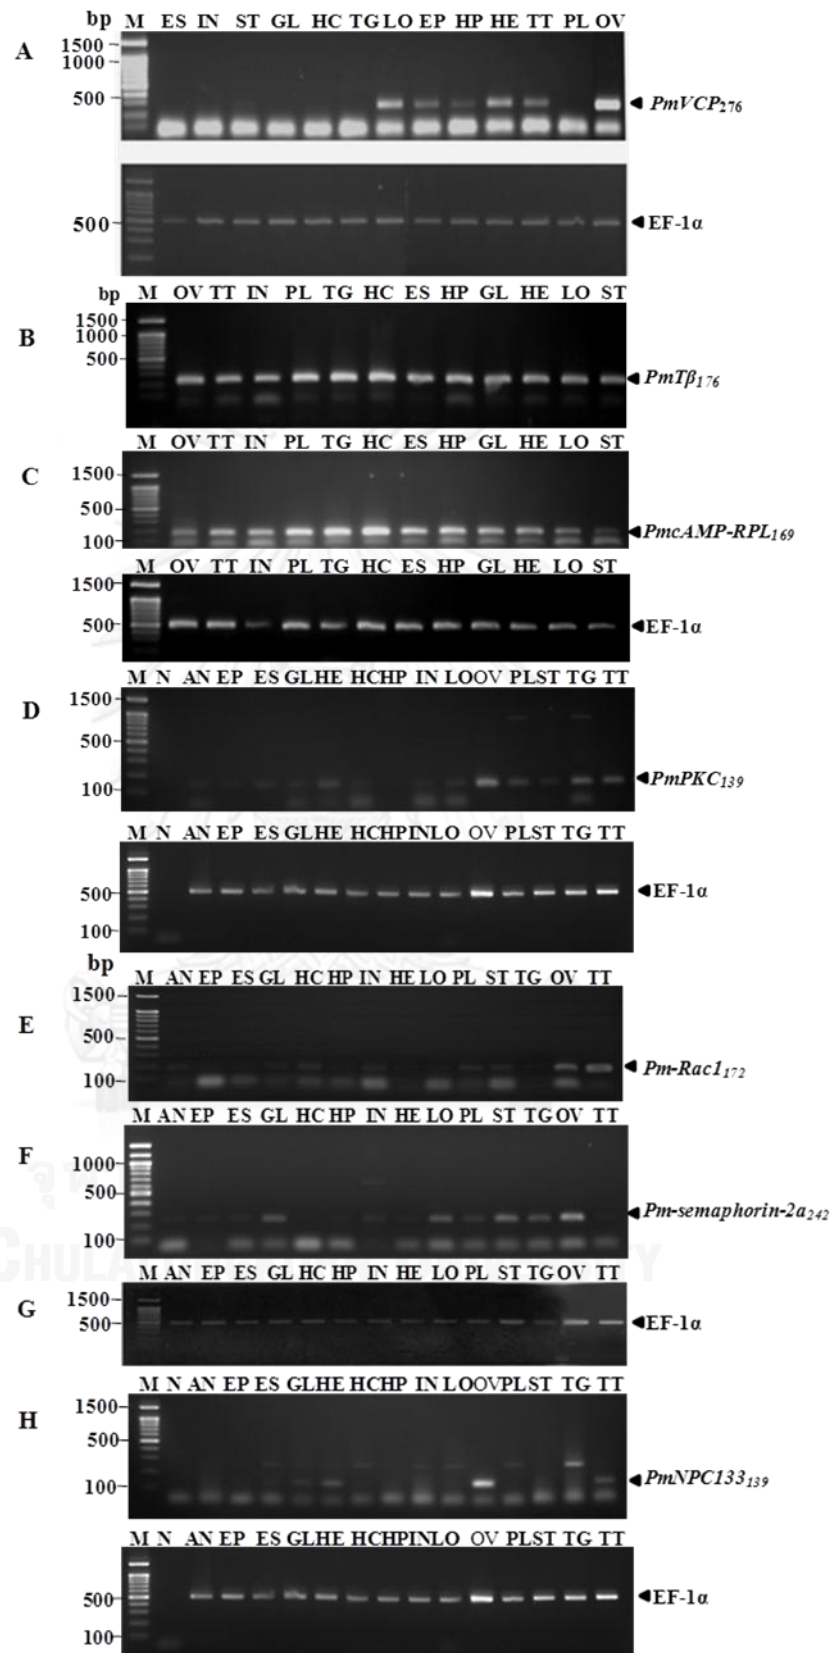 bp M ES IN ST GL HC TG LO EP HP HE TT PL OV
A
1500
1000
500
PmVCP276
500
EF-1α
bp M OV TT IN PL TG HC ES HP GL HE LO ST
B
1500
1000
500
PmTβ176
M OV TT IN PL TG HC ES HP GL HE LO ST
C
1500
500
100
PmcAMP-RPL169
M OV TT IN PL TG HC ES HP GL HE LO ST
1500
500
EF-1α
M N AN EP ES GL HE HC HP IN LO OV PL ST TG TT
D
1500
500
100
PmPKC139
M N AN EP ES GL HE HC HP IN LO OV PL ST TG TT
500
100
EF-1α
bp
M AN EP ES GL HC HP IN HE LO PL ST TG OV TT
1500
E
500
100
Pm-Rac1172
M AN EP ES GL HC HP IN HE LO PL ST TG OV TT
F
1000
500
100
Pm-semaphorin-2a242
M AN EP ES GL HC HP IN HE LO PL ST TG OV TT
G
1500
500
EF-1α
M N AN EP ES GL HE HC HP IN LO OV PL ST TG TT
H
1500
500
100
PmNPC133139
M N AN EP ES GL HE HC HP IN LO OV PL ST TG TT
500
100
EF-1α